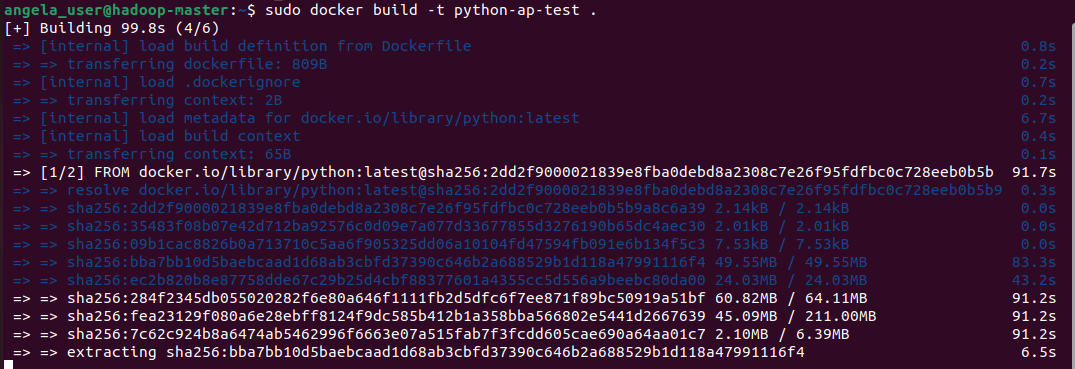 angela_user@hadoop-master:~$ sudo docker build -t python-ap-test .
[+] Building 99.8s (4/6)
=> [internal] load build definition from Dockerfile 0.8s
=> => transferring dockerfile: 809B 0.2s
=> [internal] load .dockerignore 0.7s
=> => transferring context: 2B 0.2s
=> [internal] load metadata for docker.io/library/python:latest 6.7s
=> [internal] load build context 0.4s
=> => transferring context: 65B 0.1s
=> [1/2] FROM docker.io/library/python:latest@sha256:2dd2f9000021839e8fba0debd8a2308c7e26f95fdfbc0c728eeb0b5b 91.7s
=> => resolve docker.io/library/python:latest@sha256:2dd2f9000021839e8fba0debd8a2308c7e26f95fdfbc0c728eeb0b5b9 0.3s
=> => sha256:2dd2f9000021839e8fba0debd8a2308c7e26f95fdfbc0c728eeb0b5b9a8c6a39 2.14kB / 2.14kB 0.0s
=> => sha256:35483f08b07e42d712ba92576c0d09e7a077d33677855d3276190b65dc4aec30 2.01kB / 2.01kB 0.0s
=> => sha256:09b1cac8826b0a713710c5aa6f905325dd06a10104fd47594fb091e6b134f5c3 7.53kB / 7.53kB 0.0s
=> => sha256:bba7bb10d5baebcaad1d68ab3cbfd37390c646b2a688529b1d118a47991116f4 49.55MB / 49.55MB 83.3s
=> => sha256:ec2b820b8e87758dde67c29b25d4cbf88377601a4355cc5d556a9beebc80da00 24.03MB / 24.03MB 43.2s
=> => sha256:284f2345db055020282f6e80a646f1111fb2d5dfc6f7ee871f89bc50919a51bf 60.82MB / 64.11MB 91.2s
=> => sha256:fea23129f080a6e28ebff8124f9dc585b412b1a358bba566802e5441d2667639 45.09MB / 211.00MB 91.2s
=> => sha256:7c62c924b8a6474ab5462996f6663e07a515fab7f3fcdd605cae690a64aa01c7 2.10MB / 6.39MB 91.2s
=> => extracting sha256:bba7bb10d5baebcaad1d68ab3cbfd37390c646b2a688529b1d118a47991116f4 6.5s